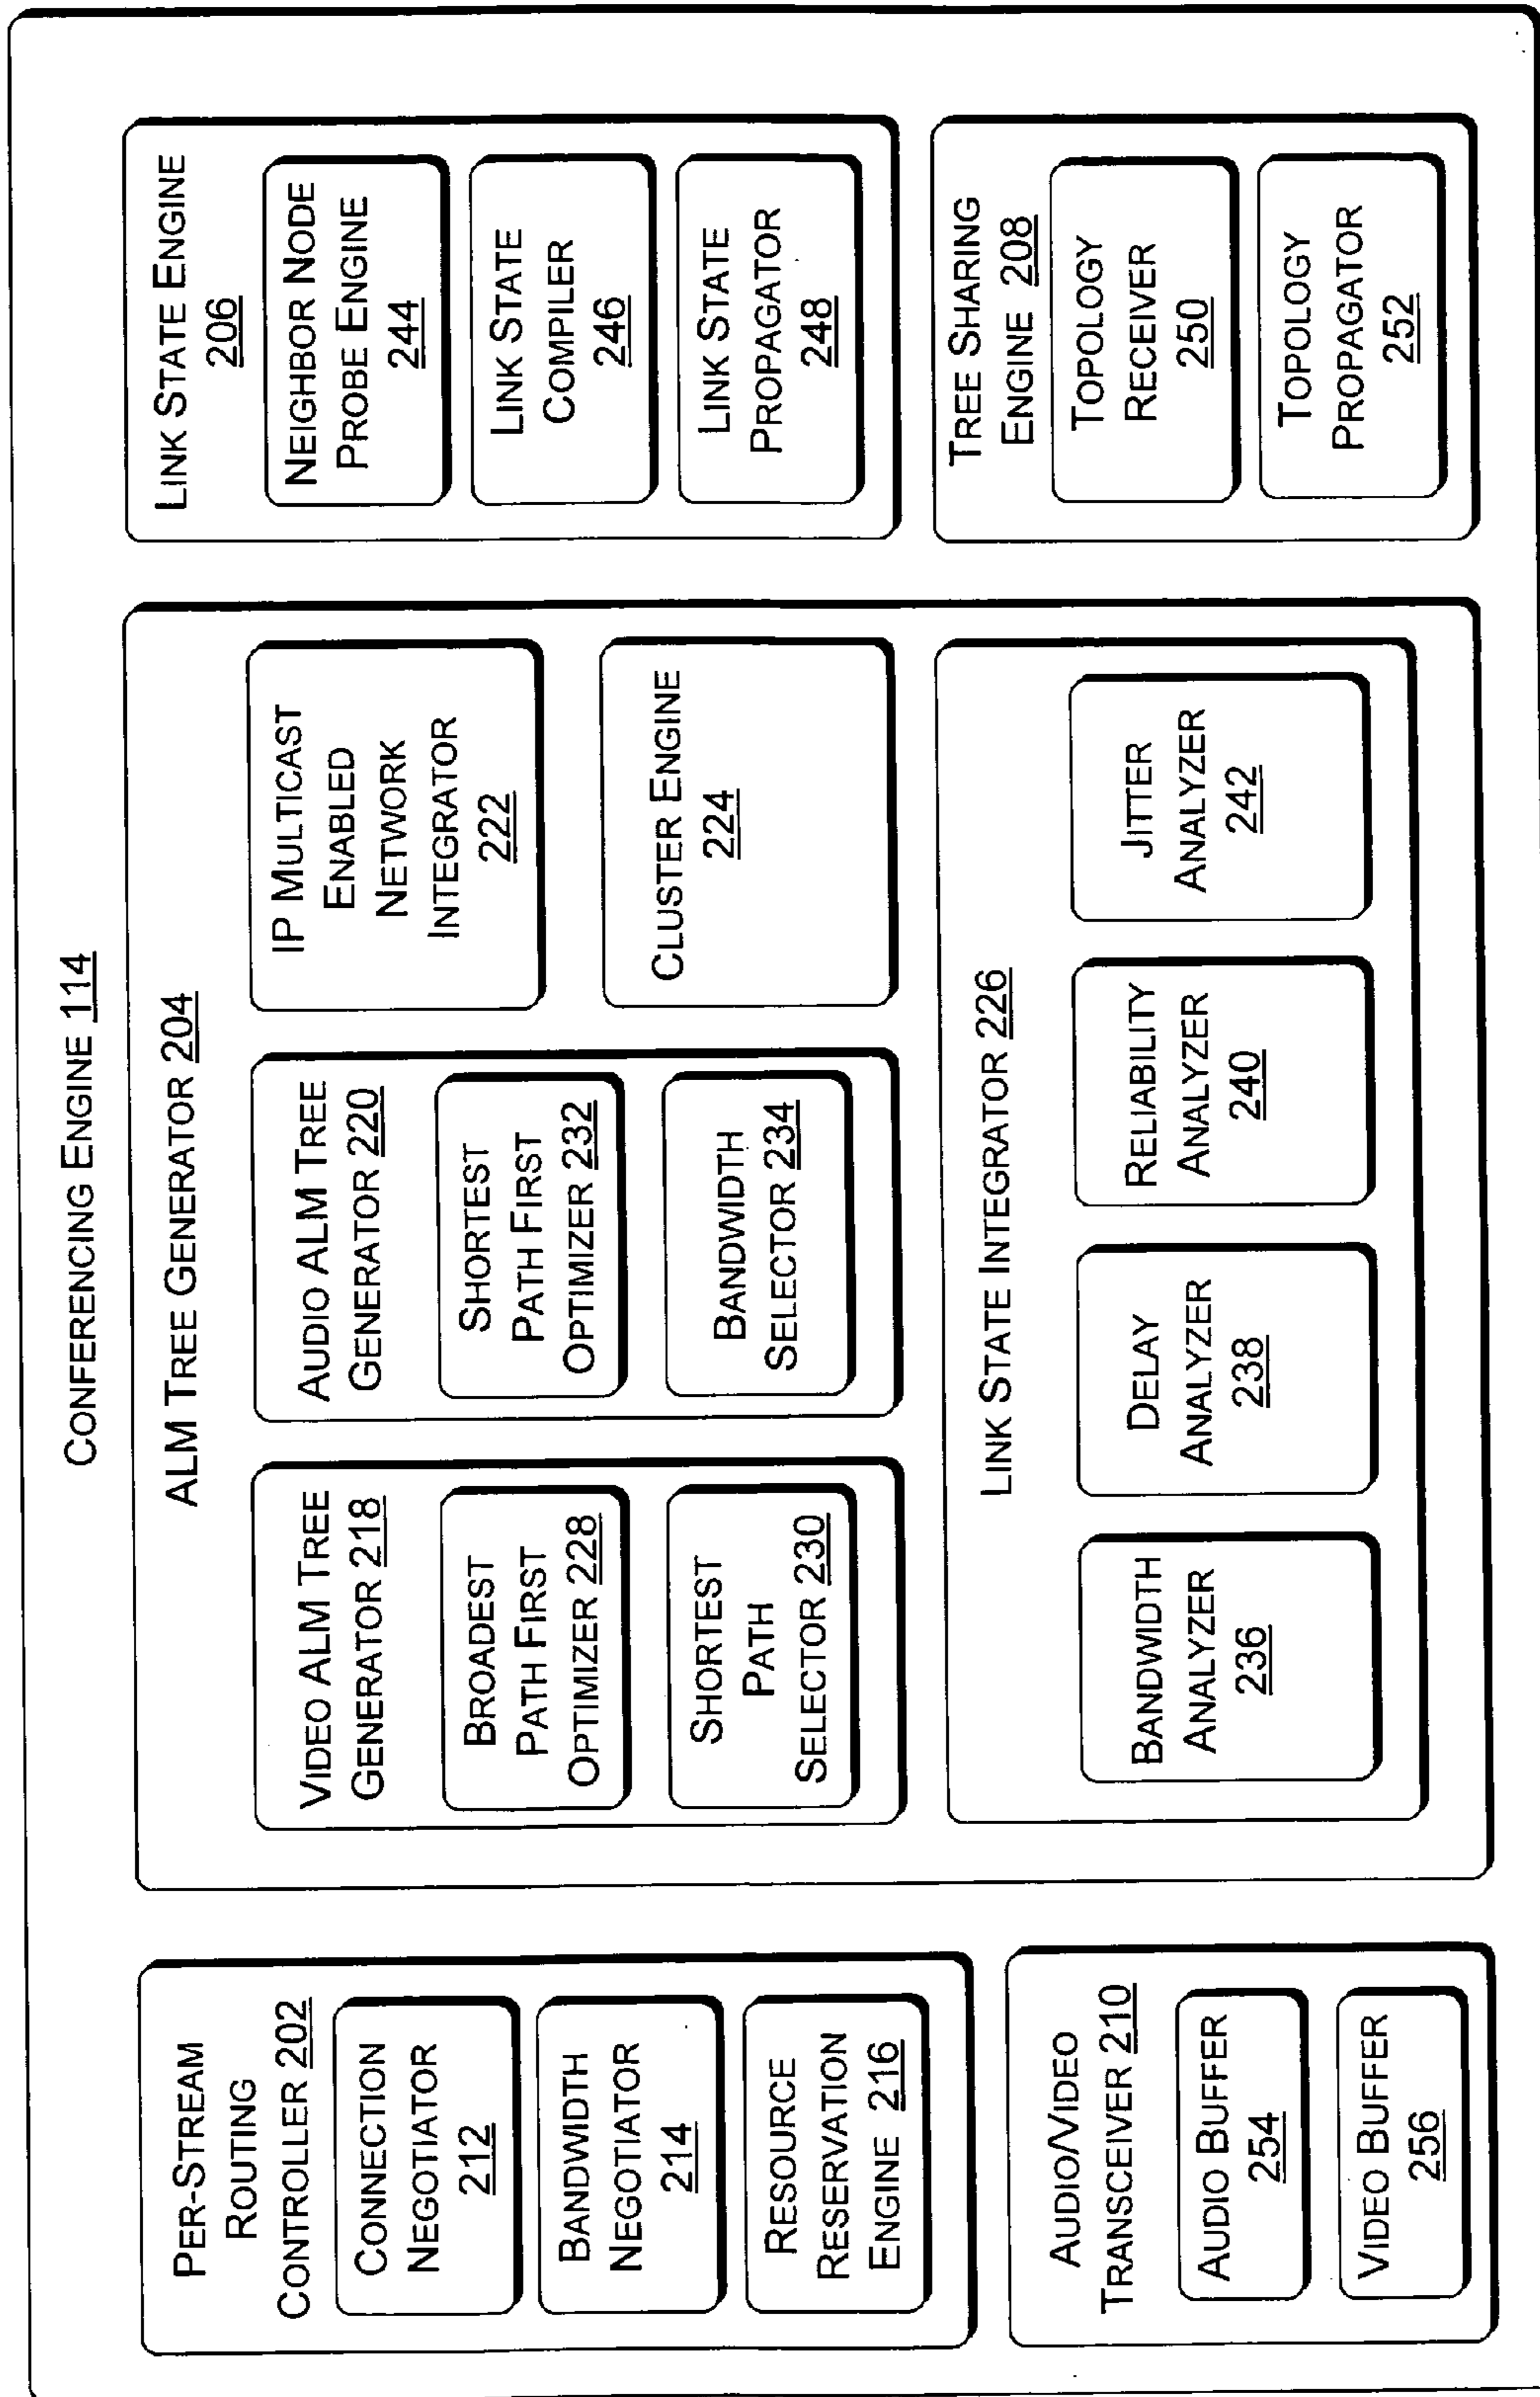 CONFERENCING ENGINE 114
PER-STREAM
ROUTING
CONTROLLER 202
CONNECTION
NEGOTIATOR
212
BANDWIDTH
NEGOTIATOR
214
RESOURCE
RESERVATION
ENGINE 216
AUDIO/VIDEO
TRANSCEIVER 210
AUDIO BUFFER
254
VIDEO BUFFER
256
ALM TREE GENERATOR 204
VIDEO ALM TREE
GENERATOR 218
BROADEST
PATH FIRST
OPTIMIZER 228
SHORTEST
PATH
SELECTOR 230
AUDIO ALM TREE
GENERATOR 220
SHORTEST
PATH FIRST
OPTIMIZER 232
BANDWIDTH
SELECTOR 234
IP MULTICAST
ENABLED
NETWORK
INTEGRATOR
222
CLUSTER ENGINE
224
LINK STATE INTEGRATOR 226
BANDWIDTH
ANALYZER
236
DELAY
ANALYZER
238
RELIABILITY
ANALYZER
240
JITTER
ANALYZER
242
LINK STATE ENGINE
206
NEIGHBOR NODE
PROBE ENGINE
244
LINK STATE
COMPILER
246
LINK STATE
PROPAGATOR
248
TREE SHARING
ENGINE 208
TOPOLOGY
RECEIVER
250
TOPOLOGY
PROPAGATOR
252